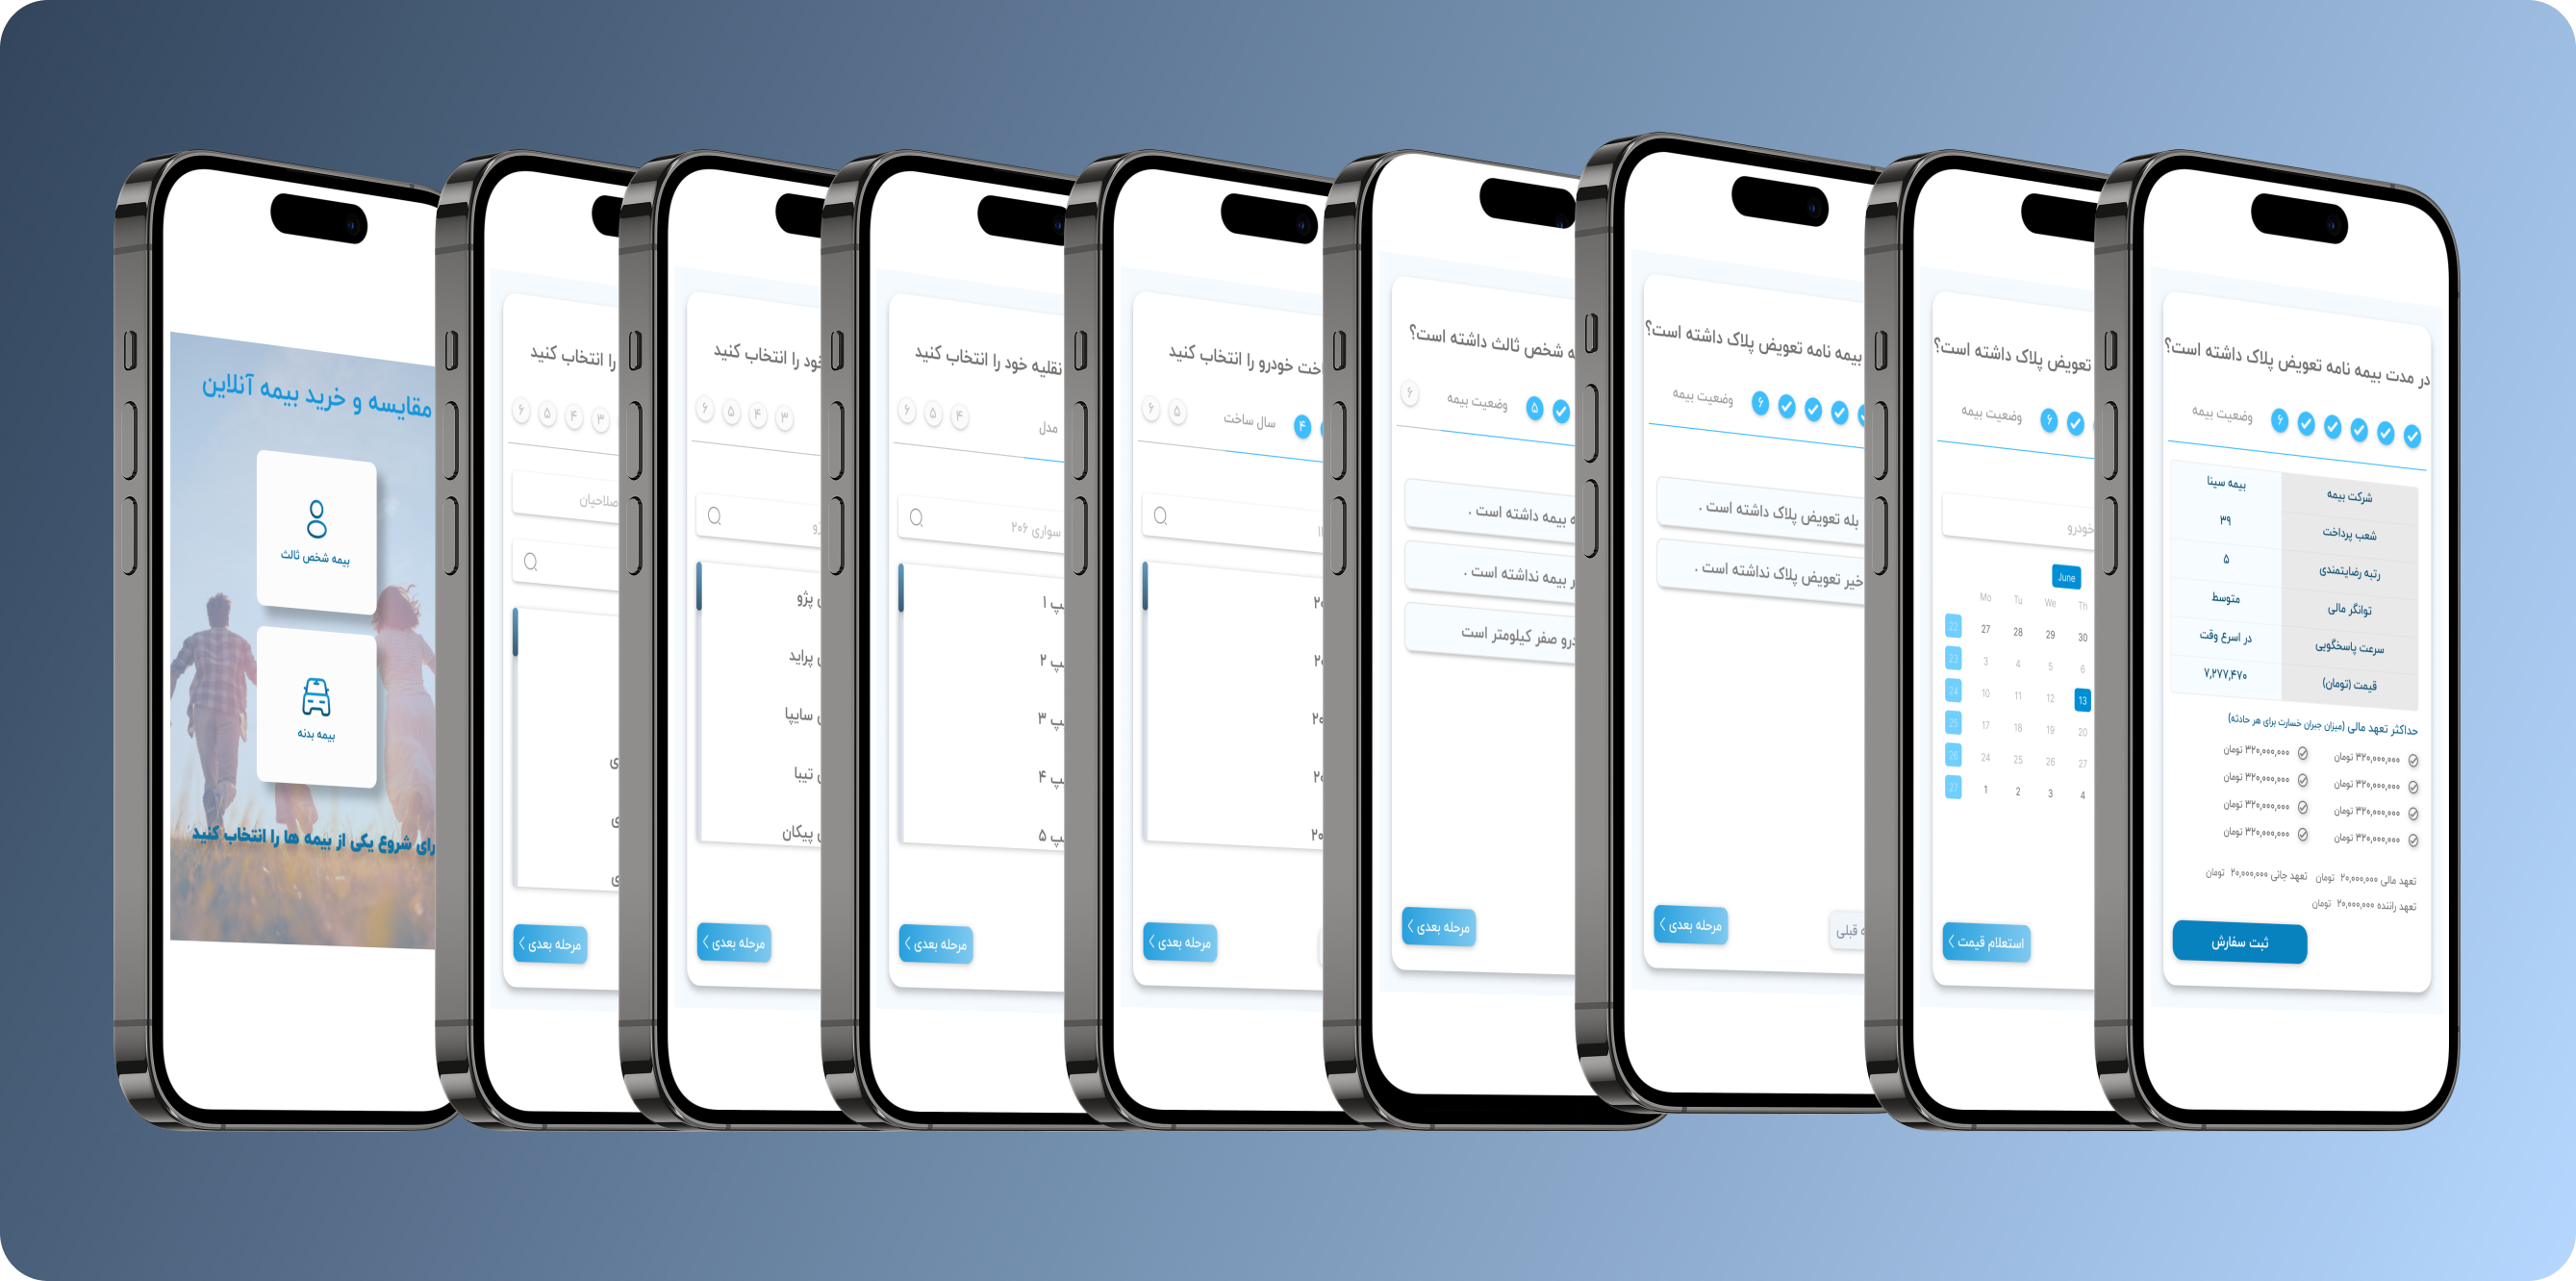 مقایسه و خرید بیمه آنلاین
بیمه شخص ثالث
بیمه بدنه
شروع یکی از بیمه ها را انتخاب کنید
را انتخاب کنید
۳ ۴ ۵ ۶
مرحله بعدی
را انتخاب کنید
۳ ۴ ۵ ۶
پژو
پراید
سایپا
تیبا
پیکان
مرحله بعدی
نقلیه خود را انتخاب کنید
مدل ۴ ۵ ۶
سواری ۲۰۶
۱
۲
۳
۴
۵
مرحله بعدی
خودرو را انتخاب کنید
۴ سال ساخت ۵ ۶
مرحله بعدی
شخص ثالث داشته است؟
۵ وضعیت بیمه ۶
بیمه داشته است .
بیمه نداشته است .
صفر کیلومتر است
مرحله بعدی
بیمه نامه تعویض پلاک داشته است؟
۶ وضعیت بیمه
بله تعویض پلاک داشته است .
خیر تعویض پلاک نداشته است .
قبلی مرحله بعدی
تعویض پلاک داشته است؟
۶ وضعیت بیمه
خودرو
June
Mo Tu We Th
22 27 28 29 30
23 3 4 5 6
24 10 11 12 13
25 17 18 19 20
26 24 25 26 27
27 1 2 3 4
استعلام قیمت
در مدت بیمه نامه تعویض پلاک داشته است؟
۶ وضعیت بیمه
شرکت بیمه بیمه سینا
شعب پرداخت ۳۹
رتبه رضایتمندی ۵
توانگر مالی متوسط
سرعت پاسخگویی در اسرع وقت
قیمت (تومان) ۷,۲۷۷,۴۷۰
حداکثر تعهد مالی (میزان جبران خسارت برای هر حادثه)
۳۲۰,۰۰۰,۰۰۰ تومان ۳۲۰,۰۰۰,۰۰۰ تومان
۳۲۰,۰۰۰,۰۰۰ تومان ۳۲۰,۰۰۰,۰۰۰ تومان
۳۲۰,۰۰۰,۰۰۰ تومان ۳۲۰,۰۰۰,۰۰۰ تومان
۳۲۰,۰۰۰,۰۰۰ تومان ۳۲۰,۰۰۰,۰۰۰ تومان
تعهد مالی ۲۰,۰۰۰,۰۰۰ تومان تعهد جانی ۲۰,۰۰۰,۰۰۰ تومان
تعهد راننده ۲۰,۰۰۰,۰۰۰ تومان
ثبت سفارش